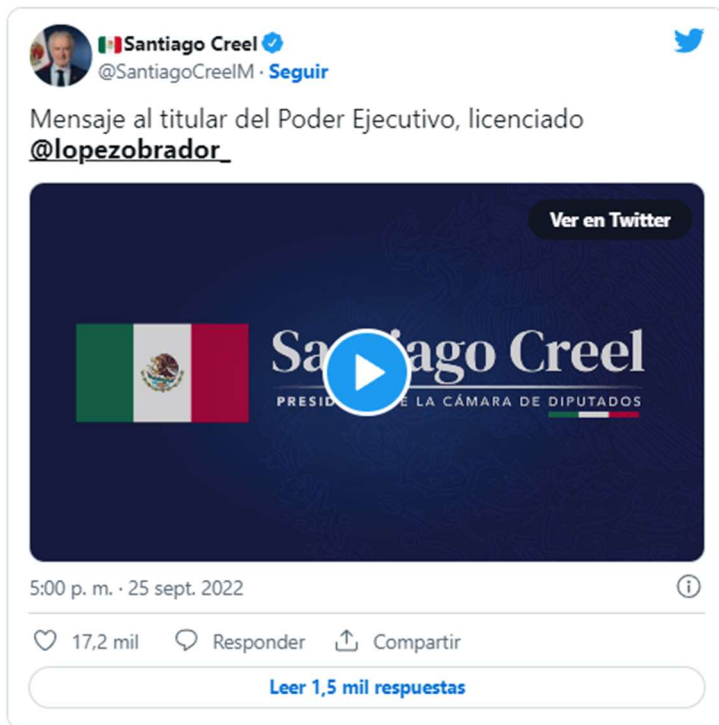 Santiago Creel
@SantiagoCreelM · Seguir
Mensaje al titular del Poder Ejecutivo, licenciado
@lopezobrador_
Ver en Twitter
Creel
LA CÁMARA DE DIPUTADOS
5:00 p. m. · 25 sept. 2022
17,2 mil
Responder
Compartir
Leer 1,5 mil respuestas